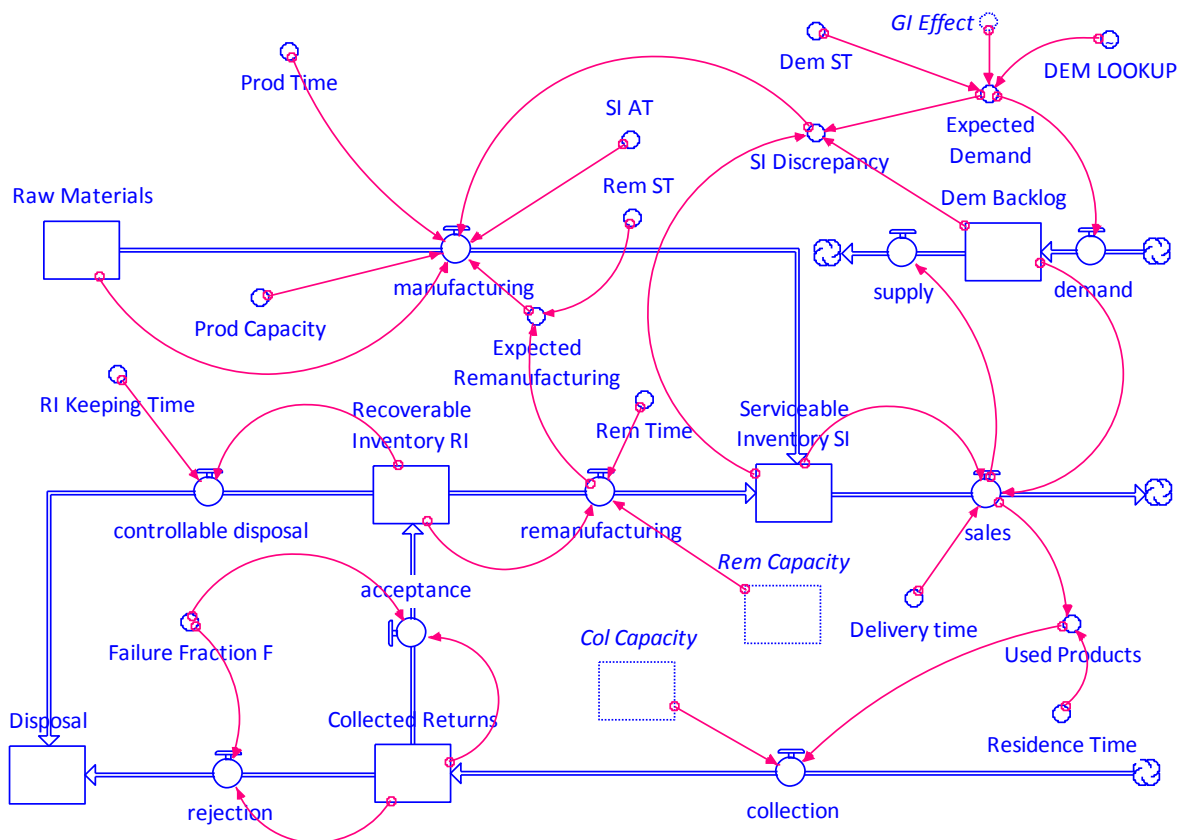 GI Effect
Dem ST
DEM LOOKUP
Prod Time
SI AT
Expected
Demand
SI Discrepancy
Rem ST
Raw Materials
Dem Backlog
manufacturing
supply
demand
Prod Capacity
Expected
Remanufacturing
RI Keeping Time
Recoverable
Inventory RI
Rem Time
Serviceable
Inventory SI
controllable disposal
remanufacturing
sales
Rem Capacity
acceptance
Col Capacity
Delivery time
Failure Fraction F
Used Products
Disposal
Collected Returns
Residence Time
rejection
collection